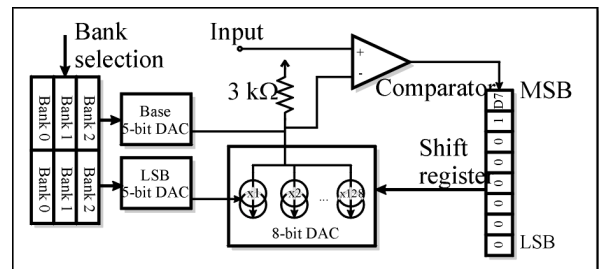 Bank
selection
Input
+
-
3 kΩ
Comparator
MSB
Bank 0
Bank 1
Bank 2
Base
5-bit DAC
Bank 0
Bank 1
Bank 2
LSB
5-bit DAC
x1
x2
...
x128
8-bit DAC
Shift
register
1
0
0
0
0
0
0
LSB